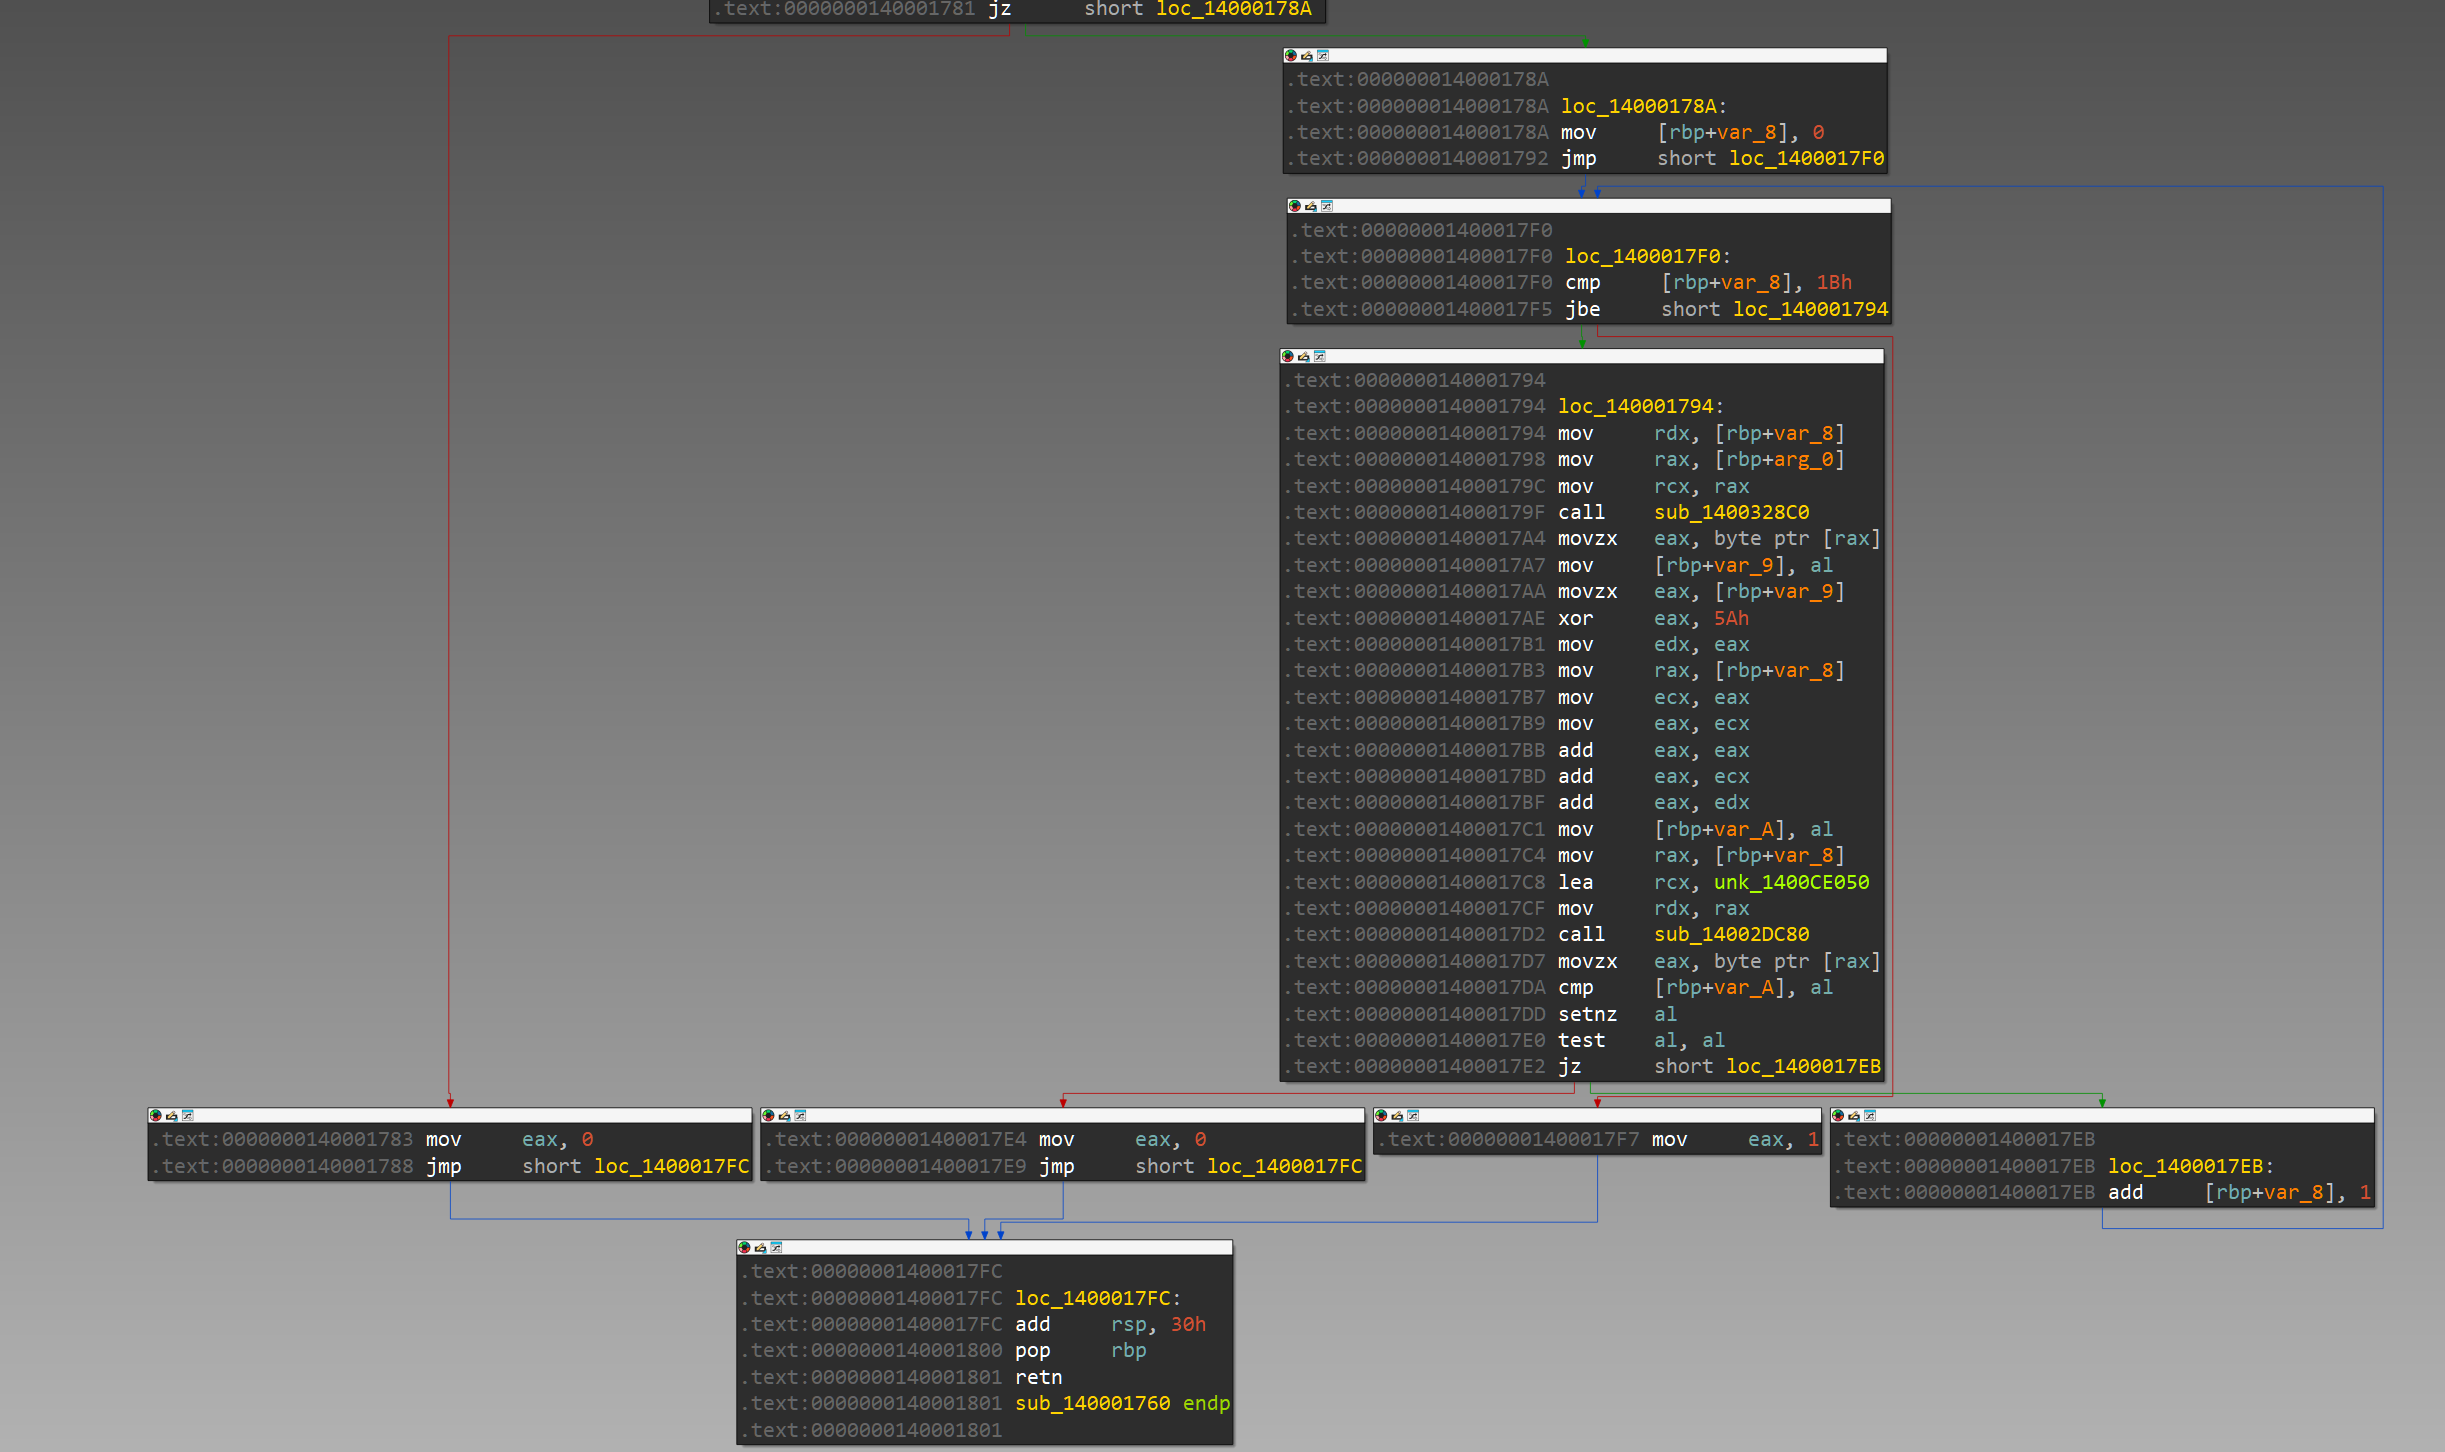 .text:0000000140001781 jz      short loc_14000178A
.text:000000014000178A
.text:000000014000178A loc_14000178A:
.text:000000014000178A mov     [rbp+var_8], 0
.text:0000000140001792 jmp     short loc_1400017F0
.text:00000001400017F0
.text:00000001400017F0 loc_1400017F0:
.text:00000001400017F0 cmp     [rbp+var_8], 1Bh
.text:00000001400017F5 jbe     short loc_140001794
.text:0000000140001794
.text:0000000140001794 loc_140001794:
.text:0000000140001794 mov     rdx, [rbp+var_8]
.text:0000000140001798 mov     rax, [rbp+arg_0]
.text:000000014000179C mov     rcx, rax
.text:000000014000179F call    sub_1400328C0
.text:00000001400017A4 movzx   eax, byte ptr [rax]
.text:00000001400017A7 mov     [rbp+var_9], al
.text:00000001400017AA movzx   eax, [rbp+var_9]
.text:00000001400017AE xor     eax, 5Ah
.text:00000001400017B1 mov     edx, eax
.text:00000001400017B3 mov     rax, [rbp+var_8]
.text:00000001400017B7 mov     ecx, eax
.text:00000001400017B9 mov     eax, ecx
.text:00000001400017BB add     eax, eax
.text:00000001400017BD add     eax, ecx
.text:00000001400017BF add     eax, edx
.text:00000001400017C1 mov     [rbp+var_A], al
.text:00000001400017C4 mov     rax, [rbp+var_8]
.text:00000001400017C8 lea     rcx, unk_1400CE050
.text:00000001400017CF mov     rdx, rax
.text:00000001400017D2 call    sub_14002DC80
.text:00000001400017D7 movzx   eax, byte ptr [rax]
.text:00000001400017DA cmp     [rbp+var_A], al
.text:00000001400017DD setnz   al
.text:00000001400017E0 test    al, al
.text:00000001400017E2 jz      short loc_1400017EB
.text:0000000140001783 mov     eax, 0
.text:0000000140001788 jmp     short loc_1400017FC
.text:00000001400017E4 mov     eax, 0
.text:00000001400017E9 jmp     short loc_1400017FC
.text:00000001400017F7 mov     eax, 1
.text:00000001400017EB
.text:00000001400017EB loc_1400017EB:
.text:00000001400017EB add     [rbp+var_8], 1
.text:00000001400017FC
.text:00000001400017FC loc_1400017FC:
.text:00000001400017FC add     rsp, 30h
.text:0000000140001800 pop     rbp
.text:0000000140001801 retn
.text:0000000140001801 sub_140001760 endp
.text:0000000140001801